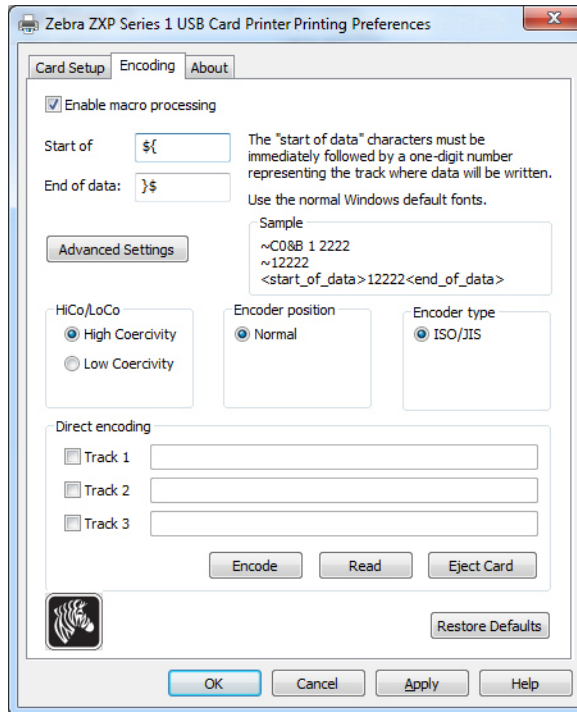 Zebra ZXP Series 1 USB Card Printer Printing Preferences
Card Setup
Encoding
About
Enable macro processing
Start of
${
End of data:
}$
The "start of data" characters must be
immediately followed by a one-digit number
representing the track where data will be written.
Use the normal Windows default fonts.
Advanced Settings
Sample
~C0&B 1 2222
~12222
<start_of_data>12222<end_of_data>
HiCo/LoCo
High Coercivity
Low Coercivity
Encoder position
Normal
Encoder type
ISO/JIS
Direct encoding
Track 1
Track 2
Track 3
Encode
Read
Eject Card
Restore Defaults
OK
Cancel
Apply
Help